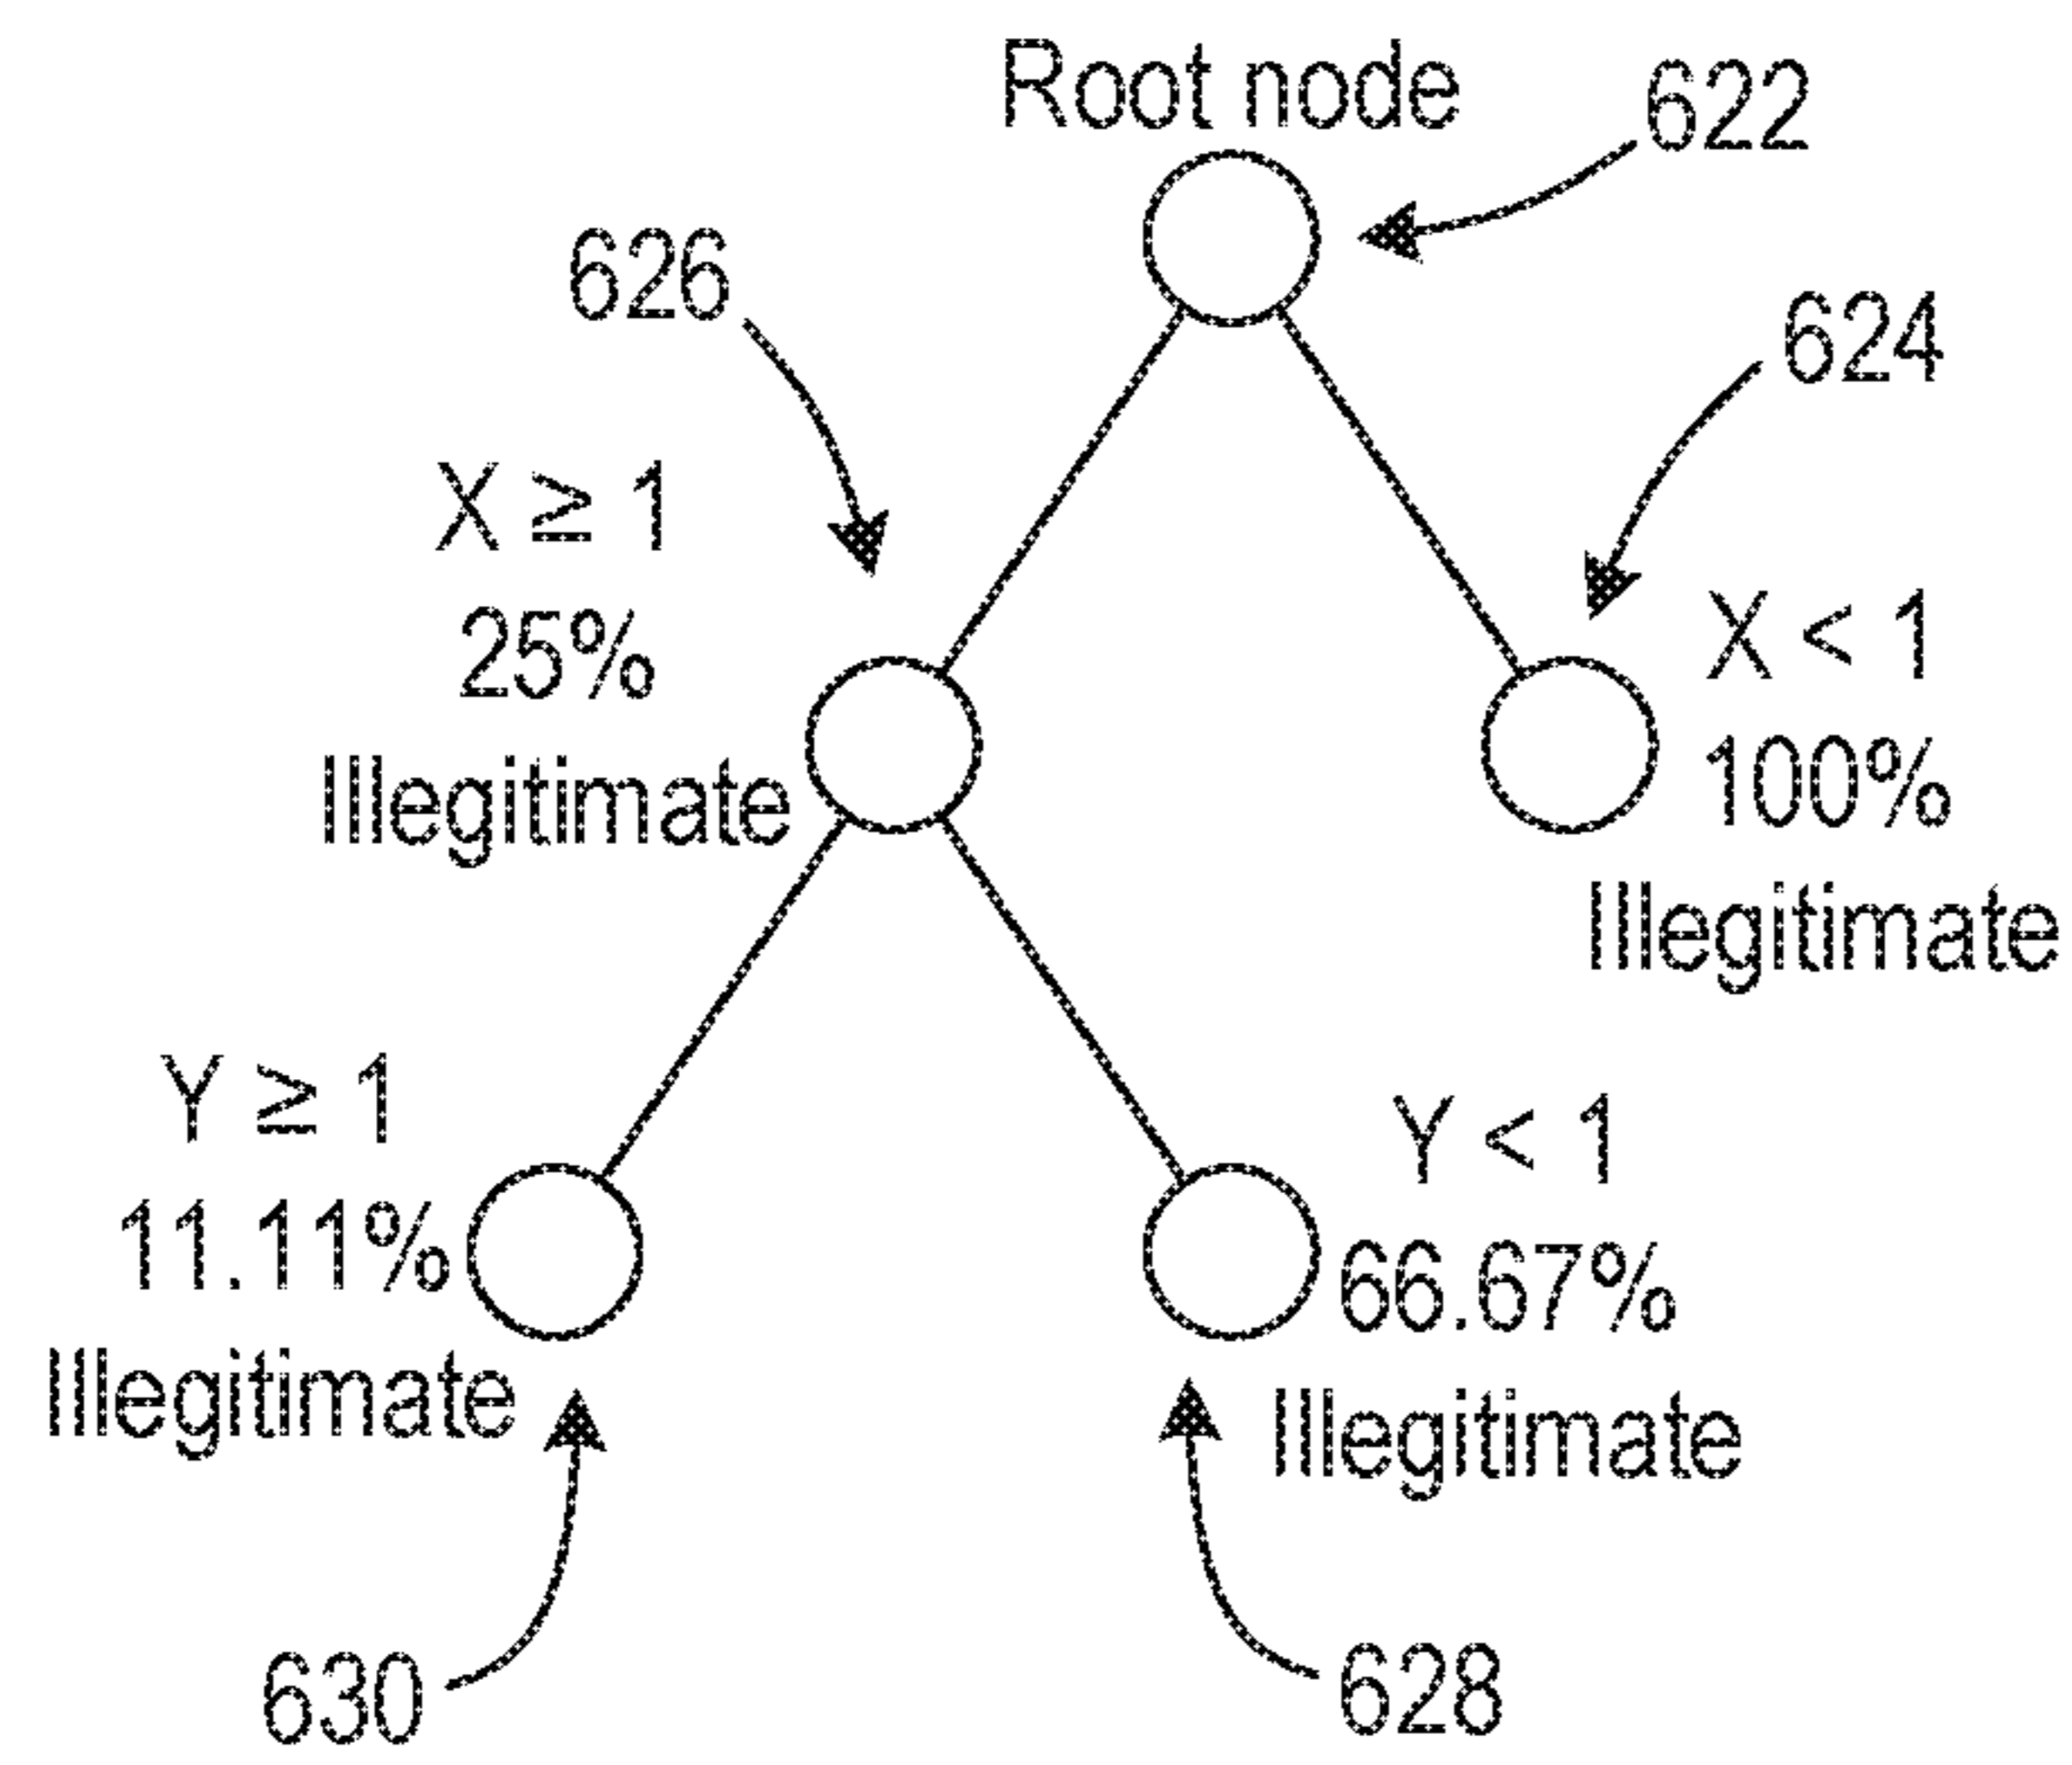 Root node
622
626
624
X ≥ 1
25%
Illegitimate
X < 1
100%
Illegitimate
Y ≥ 1
11.11%
Illegitimate
Y < 1
66.67%
Illegitimate
630
628